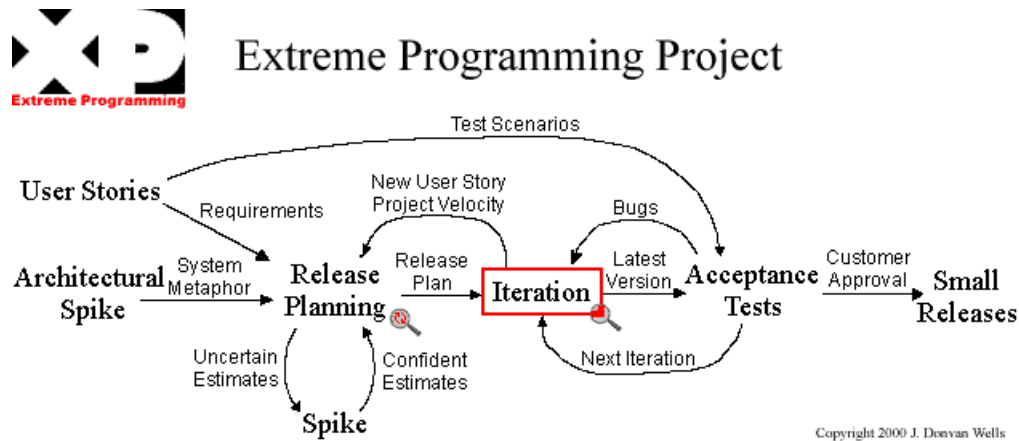 XP
Extreme Programming
Extreme Programming Project
Test Scenarios
User Stories
Requirements
New User Story
Project Velocity
Bugs
Architectural
Spike
System
Metaphor
Release
Planning
Release
Plan
Iteration
Latest
Version
Acceptance
Tests
Customer
Approval
Small
Releases
Uncertain
Estimates
Confident
Estimates
Next Iteration
Spike
Copyright 2000 J. Donvan Wells